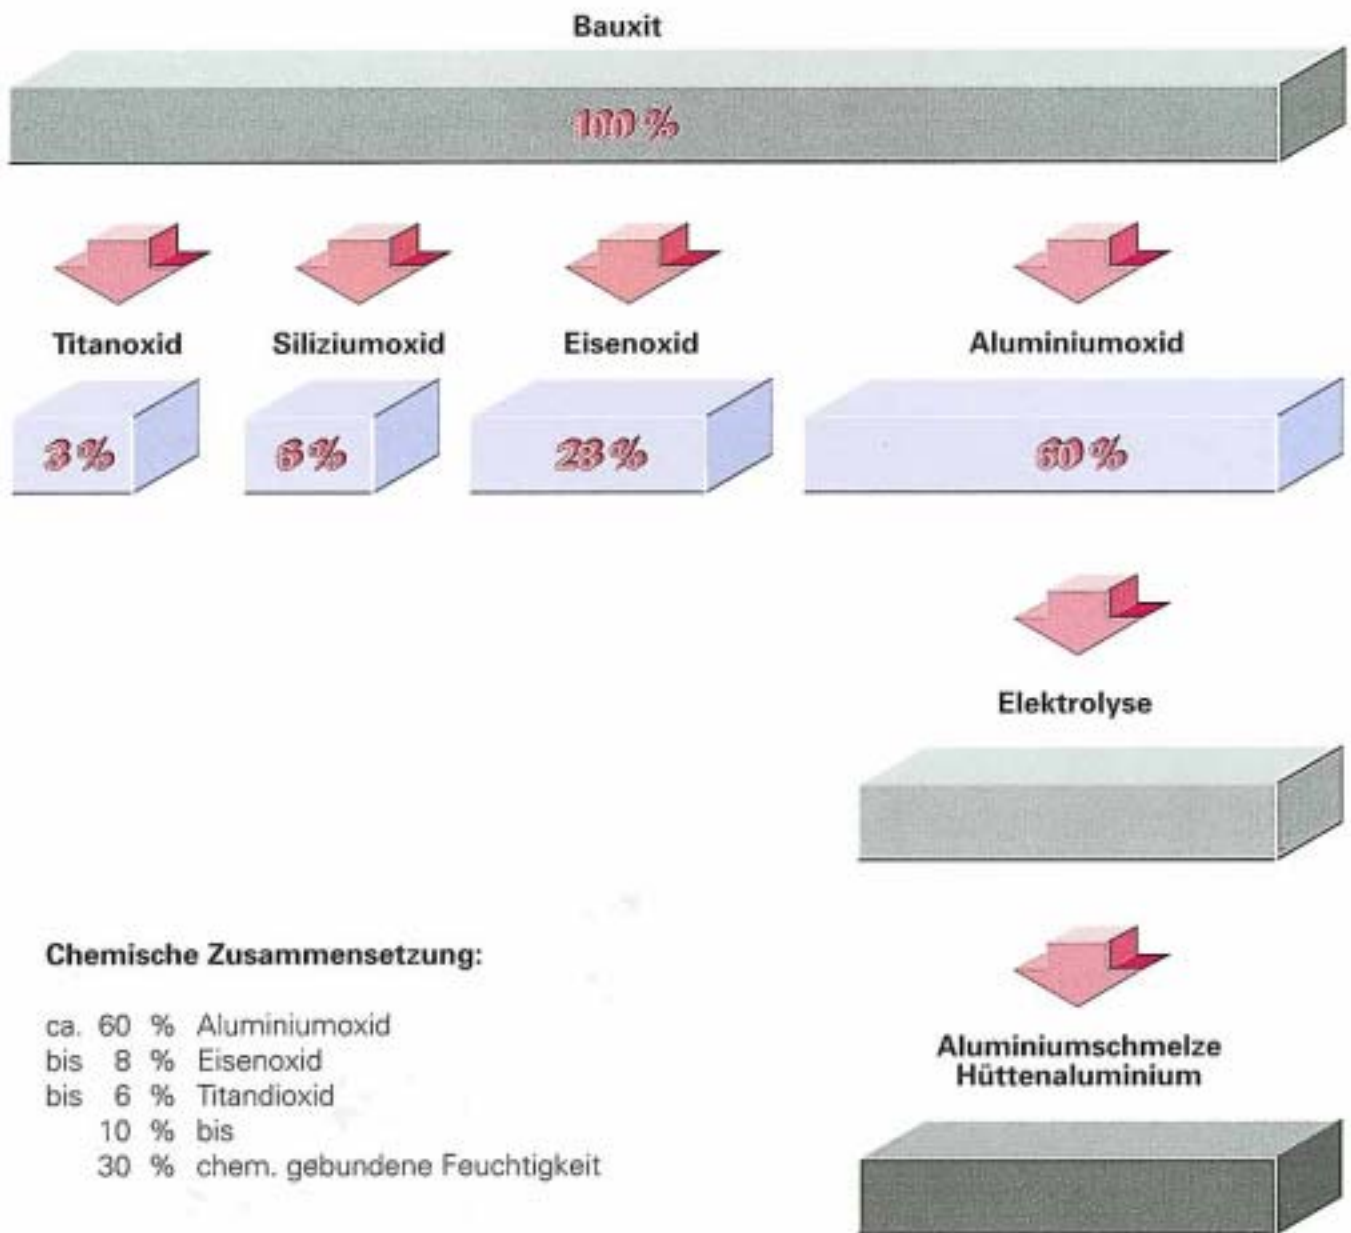 Bauxit
100 %
Titanoxid Siliziumoxid Eisenoxid Aluminiumoxid
3 % 6 % 28 % 60 %
Elektrolyse
Chemische Zusammensetzung:
ca. 60 % Aluminiumoxid
bis 8 % Eisenoxid
bis 6 % Titandioxid
10 % bis
30 % chem. gebundene Feuchtigkeit
Aluminiumschmelze
Hüttenaluminium